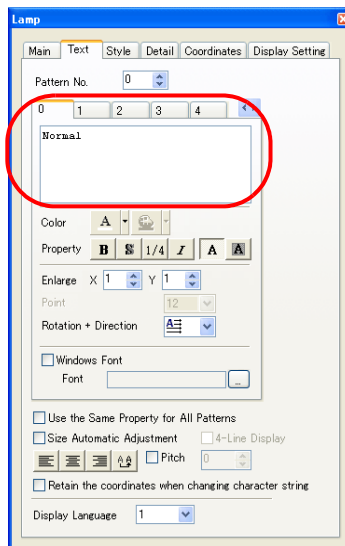 Lamp
Main Text Style Detail Coordinates Display Setting
Pattern No. 0
0 1 2 3 4
Normal
Color A
Property B S 1/4 I A A
Enlarge X 1 Y 1
Point 12
Rotation + Direction A
Windows Font
Font ...
Use the Same Property for All Patterns
Size Automatic Adjustment 4-Line Display
Pitch 0
Retain the coordinates when changing character string
Display Language 1